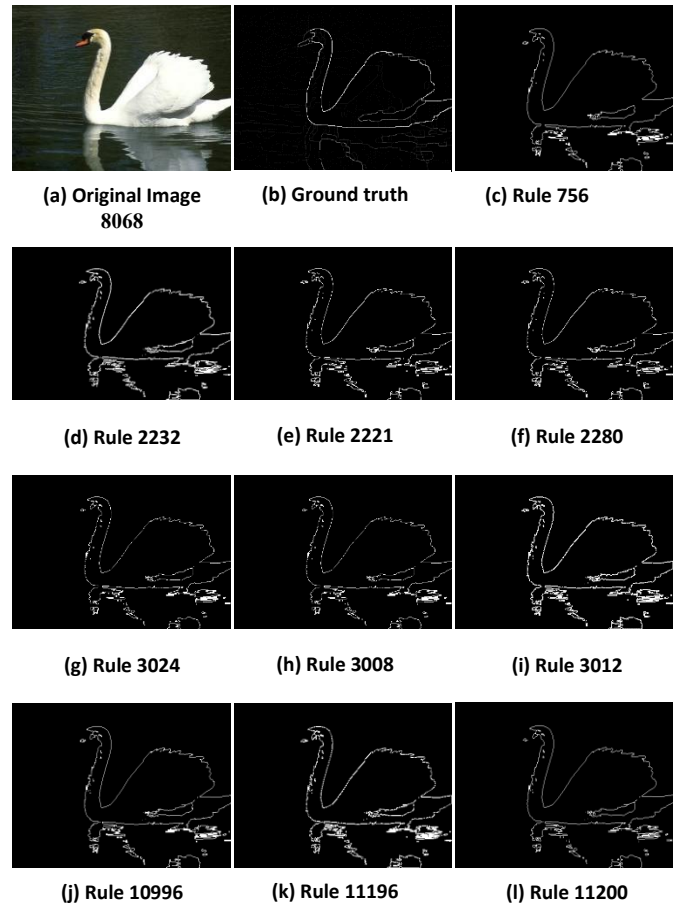 (a) Original Image
8068
(b) Ground truth
(c) Rule 756
(d) Rule 2232
(e) Rule 2221
(f) Rule 2280
(g) Rule 3024
(h) Rule 3008
(i) Rule 3012
(j) Rule 10996
(k) Rule 11196
(l) Rule 11200